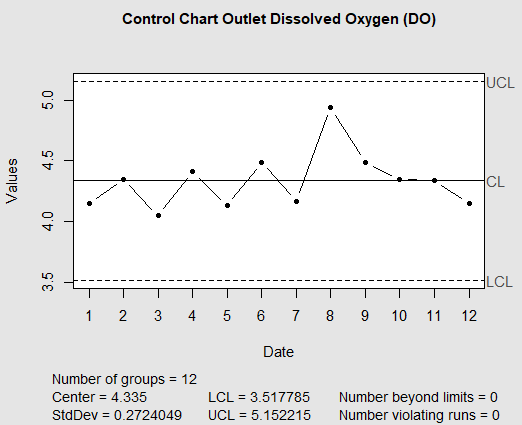 Control Chart Outlet Dissolved Oxygen (DO)
UCL
5.0
4.5
CL
4.0
3.5
LCL
Values
1 2 3 4 5 6 7 8 9 10 11 12
Date
Number of groups = 12
Center = 4.335 LCL = 3.517785 Number beyond limits = 0
StdDev = 0.2724049 UCL = 5.152215 Number violating runs = 0